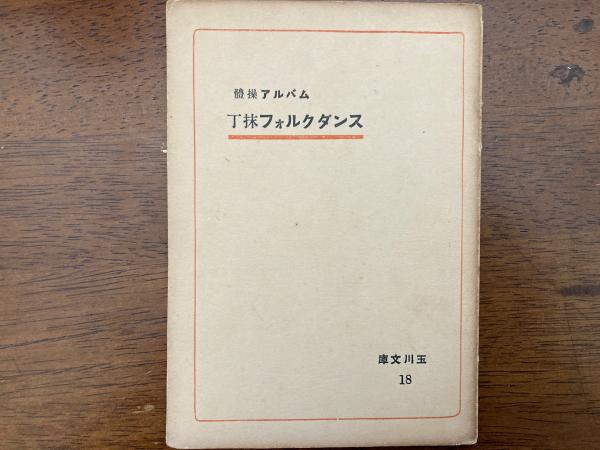 體操アルバム
丁抹フォルクダンス
玉川文庫
18